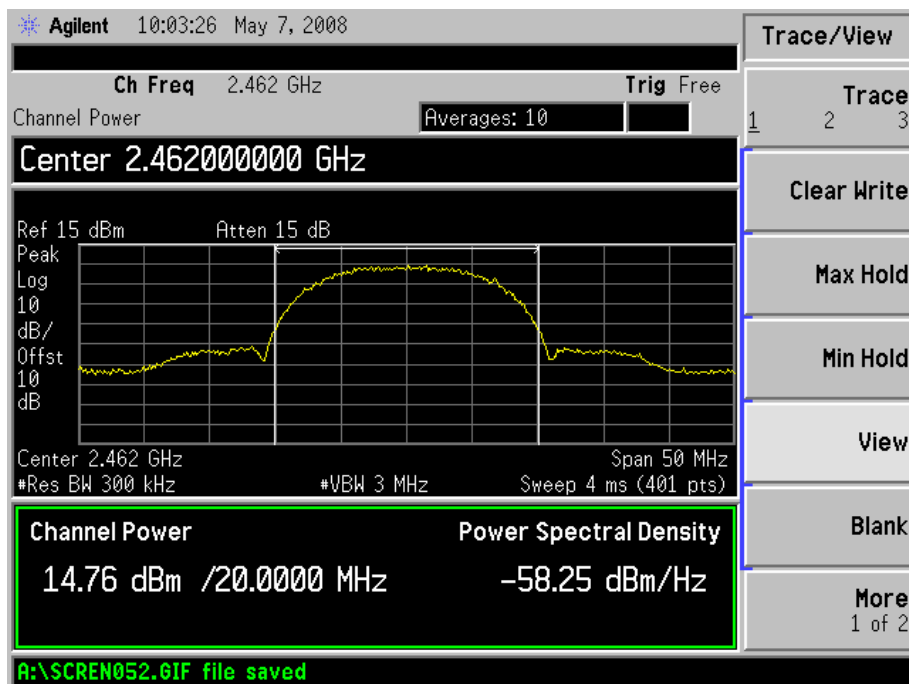 Agilent 10:03:26 May 7, 2008
Trace/View
Ch Freq 2.462 GHz Trig Free
Channel Power Averages: 10
Trace
1 2 3
Center 2.462000000 GHz
Clear Write
Ref 15 dBm Atten 15 dB
Peak
Log
10
dB/
Offst
10
dB
Max Hold
Min Hold
View
Center 2.462 GHz Span 50 MHz
#Res BW 300 kHz #VBW 3 MHz Sweep 4 ms (401 pts)
Channel Power Power Spectral Density
14.76 dBm /20.0000 MHz -58.25 dBm/Hz
Blank
More
1 of 2
A:\SCREN052.GIF file saved